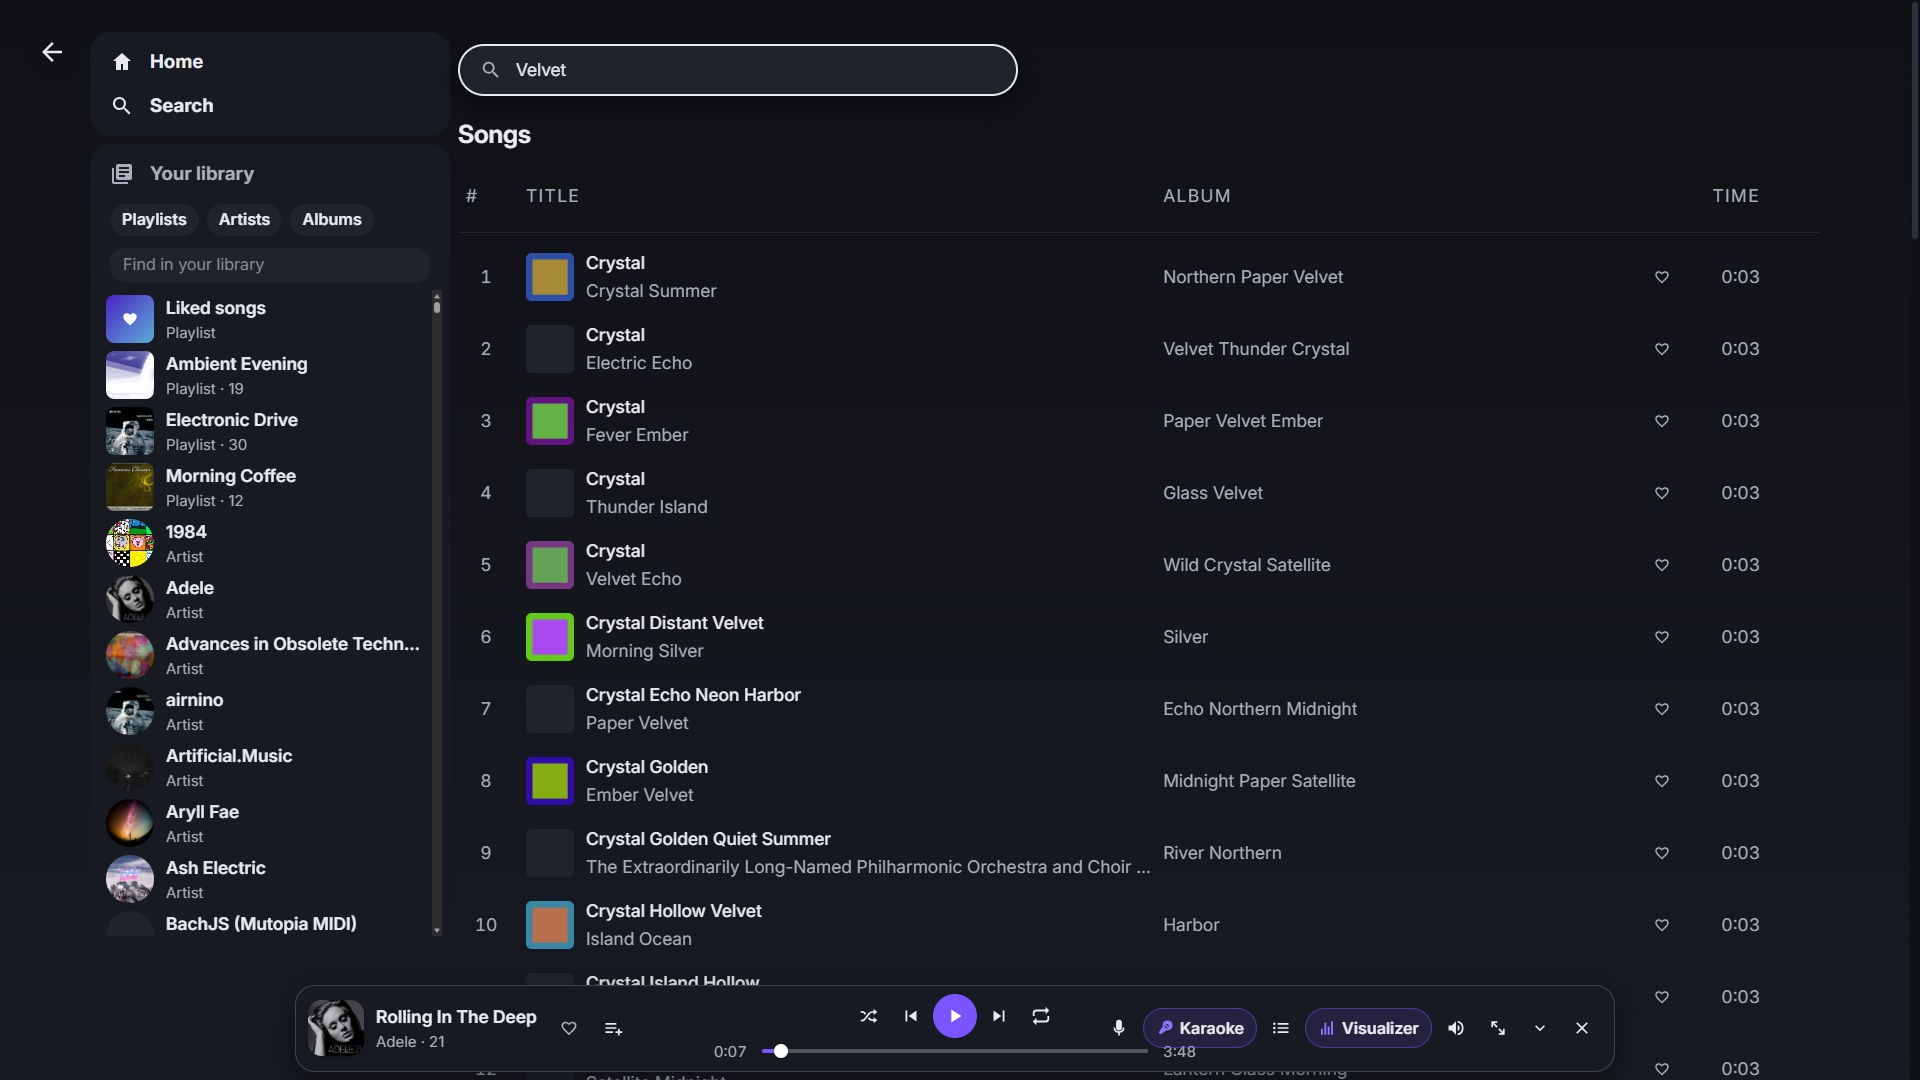 Home
Search
Your library
Playlists Artists Albums
Find in your library
Liked songs
Playlist
Ambient Evening
Playlist · 19
Electronic Drive
Playlist · 30
Morning Coffee
Playlist · 12
1984
Artist
Adele
Artist
Advances in Obsolete Techn...
Artist
airnino
Artist
Artificial.Music
Artist
Aryll Fae
Artist
Ash Electric
Artist
BachJS (Mutopia MIDI)
Velvet
Songs
# TITLE ALBUM TIME
1 Crystal Northern Paper Velvet 0:03
Crystal Summer
2 Crystal Velvet Thunder Crystal 0:03
Electric Echo
3 Crystal Paper Velvet Ember 0:03
Fever Ember
4 Crystal Glass Velvet 0:03
Thunder Island
5 Crystal Wild Crystal Satellite 0:03
Velvet Echo
6 Crystal Distant Velvet Silver 0:03
Morning Silver
7 Crystal Echo Neon Harbor Echo Northern Midnight 0:03
Paper Velvet
8 Crystal Golden Midnight Paper Satellite 0:03
Ember Velvet
9 Crystal Golden Quiet Summer River Northern 0:03
The Extraordinarily Long-Named Philharmonic Orchestra and Choir ...
10 Crystal Hollow Velvet Harbor 0:03
Island Ocean
Crystal Island Hollow 0:03
12 Lantern Glass Morning 0:03
Satellite Midnight
Rolling In The Deep
Adele · 21
0:07 3:48
Karaoke
Visualizer